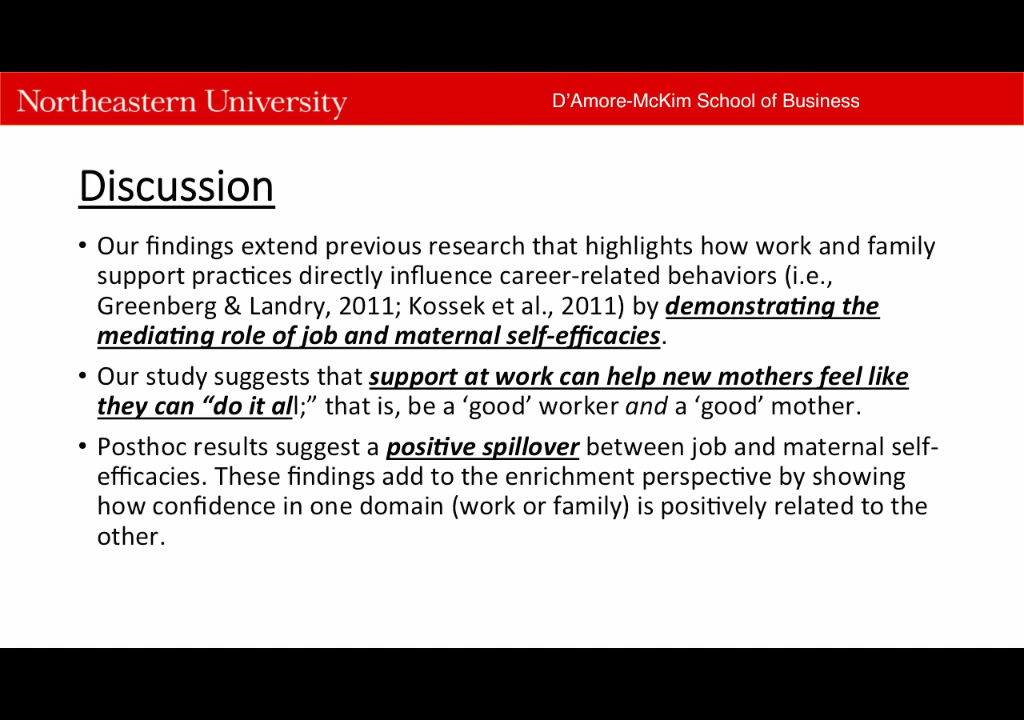 Northeastern University
D'Amore-McKim School of Business
Discussion
• Our findings extend previous research that highlights how work and family
support practices directly influence career-related behaviors (i.e.,
Greenberg & Landry, 2011; Kossek et al., 2011) by demonstrating the
mediating role of job and maternal self-efficacies.
• Our study suggests that support at work can help new mothers feel like
they can “do it all;” that is, be a ‘good’ worker and a ‘good’ mother.
• Posthoc results suggest a positive spillover between job and maternal self-
efficacies. These findings add to the enrichment perspective by showing
how confidence in one domain (work or family) is positively related to the
other.